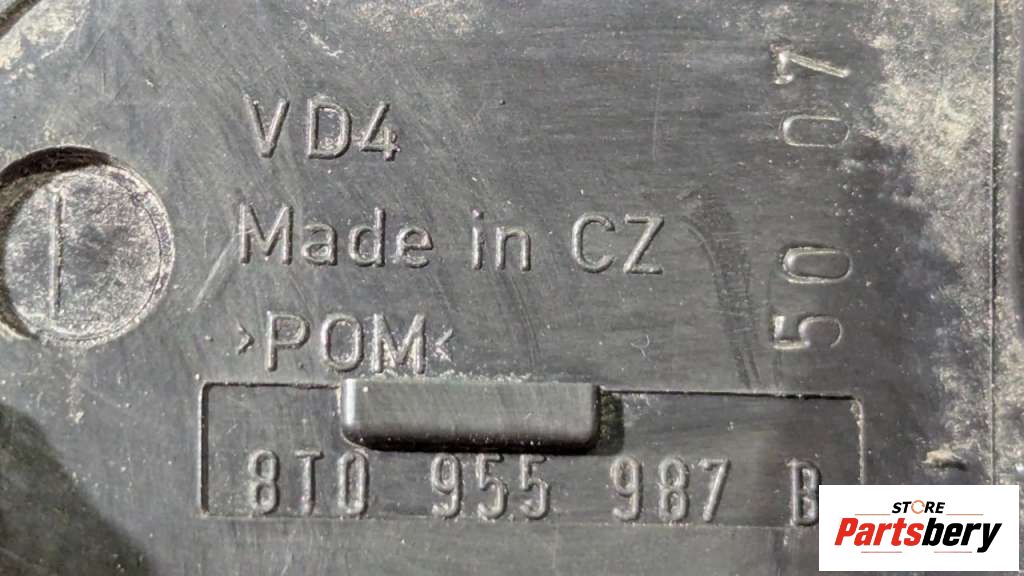 VD4
Made in CZ
>POM<
8T0 955 987 B
50 07
STORE
Partsbery